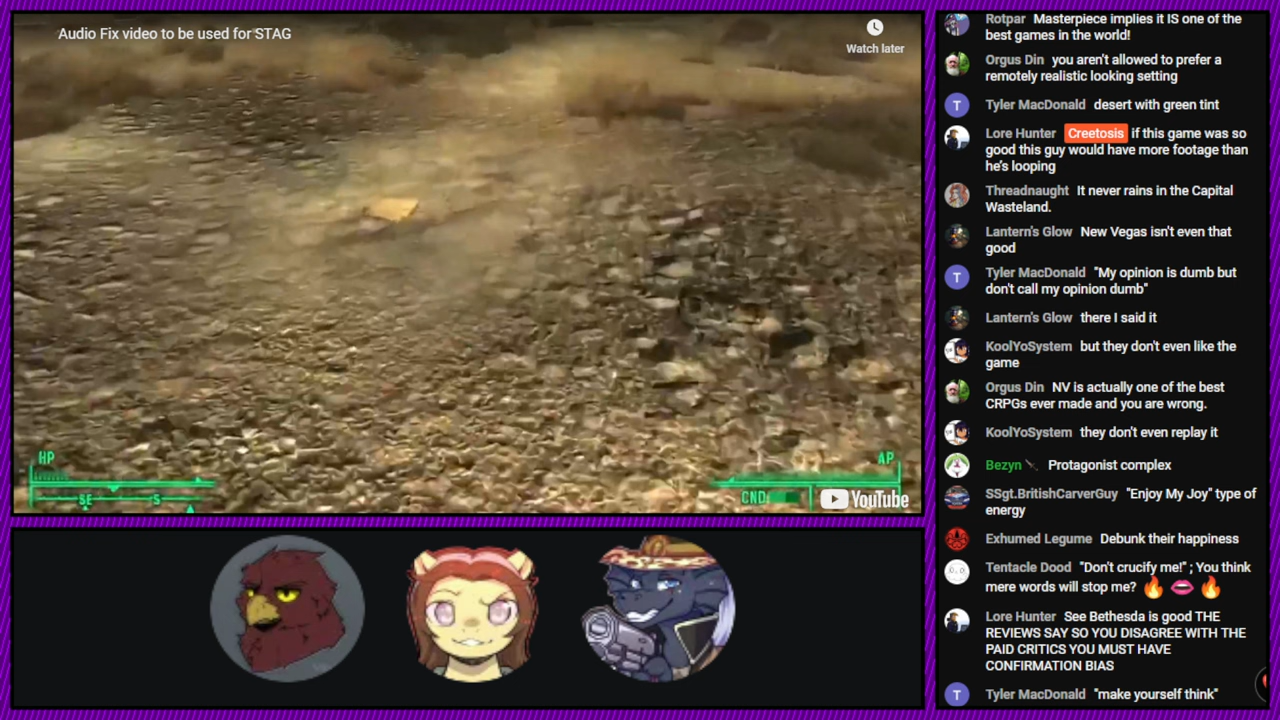 Audio Fix video to be used for STAG
Watch later
HP
SE
S
AP
CND
YouTube
Rotpar Masterpiece implies it IS one of the
best games in the world!
Orgus Din you aren't allowed to prefer a
remotely realistic looking setting
T
Tyler MacDonald desert with green tint
Lore Hunter Creetosis if this game was so
good this guy would have more footage than
he's looping
Threadnaught It never rains in the Capital
Wasteland.
Lantern's Glow New Vegas isn't even that
good
T
Tyler MacDonald "My opinion is dumb but
don't call my opinion dumb"
Lantern's Glow there I said it
KoolYoSystem but they don't even like the
game
Orgus Din NV is actually one of the best
CRPGs ever made and you are wrong.
KoolYoSystem they don't even replay it
Bezyn Protagonist complex
SSgt.BritishCarverGuy "Enjoy My Joy" type of
energy
Exhumed Legume Debunk their happiness
Tentacle Dood "Don't crucify me!" ; You think
mere words will stop me? 🔥 🫦 🔥
Lore Hunter See Bethesda is good THE
REVIEWS SAY SO YOU DISAGREE WITH THE
PAID CRITICS YOU MUST HAVE
CONFIRMATION BIAS
T
Tyler MacDonald "make yourself think"